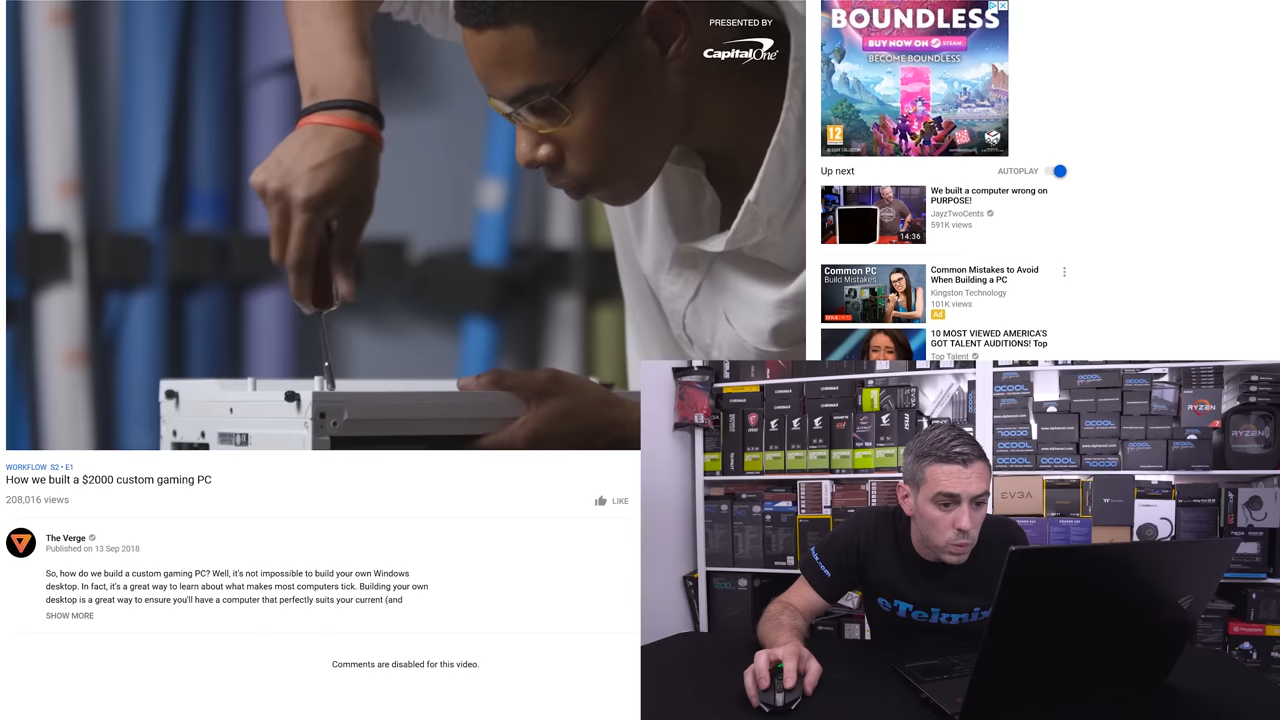 PRESENTED BY
Capital One
BOUNDLESS
BUY NOW ON STEAM
BECOME BOUNDLESS
12
Up next
AUTOPLAY
We built a computer wrong on
PURPOSE!
JayzTwoCents
591K views
14:36
Common PC
Build Mistakes
Common Mistakes to Avoid
When Building a PC
Kingston Technology
101K views
Ad
10 MOST VIEWED AMERICA'S
GOT TALENT AUDITIONS! Top
Top Talent
WORKFLOW S2 • E1
How we built a $2000 custom gaming PC
208,016 views
LIKE
The Verge
Published on 13 Sep 2018
So, how do we build a custom gaming PC? Well, it's not impossible to build your own Windows
desktop. In fact, it's a great way to learn about what makes most computers tick. Building your own
desktop is a great way to ensure you'll have a computer that perfectly suits your current (and
SHOW MORE
Comments are disabled for this video.
RYZEN
RYZEN
EVGA
eTeknix